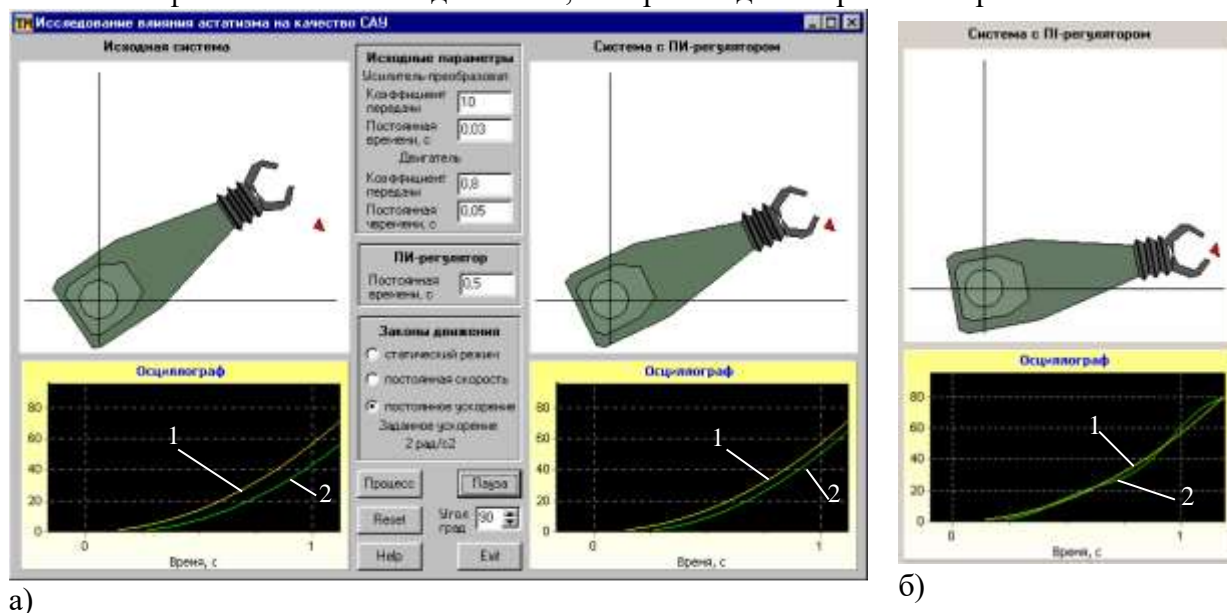 Исследование влияния астатизма на качество САУ
Исходная система
Исходные параметры
Усилитель-преобразоват
Коэффициент передачи
10
Постоянная времени, с
0,03
Двигатель
Коэффициент передачи
0,8
Постоянная
времени, с
0,05
ПИ-регулятор
Постоянная
времени, с
0,5
Законы движения
статический режим
постоянная скорость
постоянное ускорение
Заданное ускорение
2 рад/с2
Процесс
Пауза
Reset
Угол
град
90
Help
Exit
Система с ПИ-регулятором
Осциллограф
80
60
40
20
0
1
2
0
1
Время, с
Осциллограф
80
60
40
20
0
1
2
0
1
Время, с
а)
Система с ПI-регулятором
Осциллограф
80
60
40
20
0
1
2
0
1
Время, с
б)